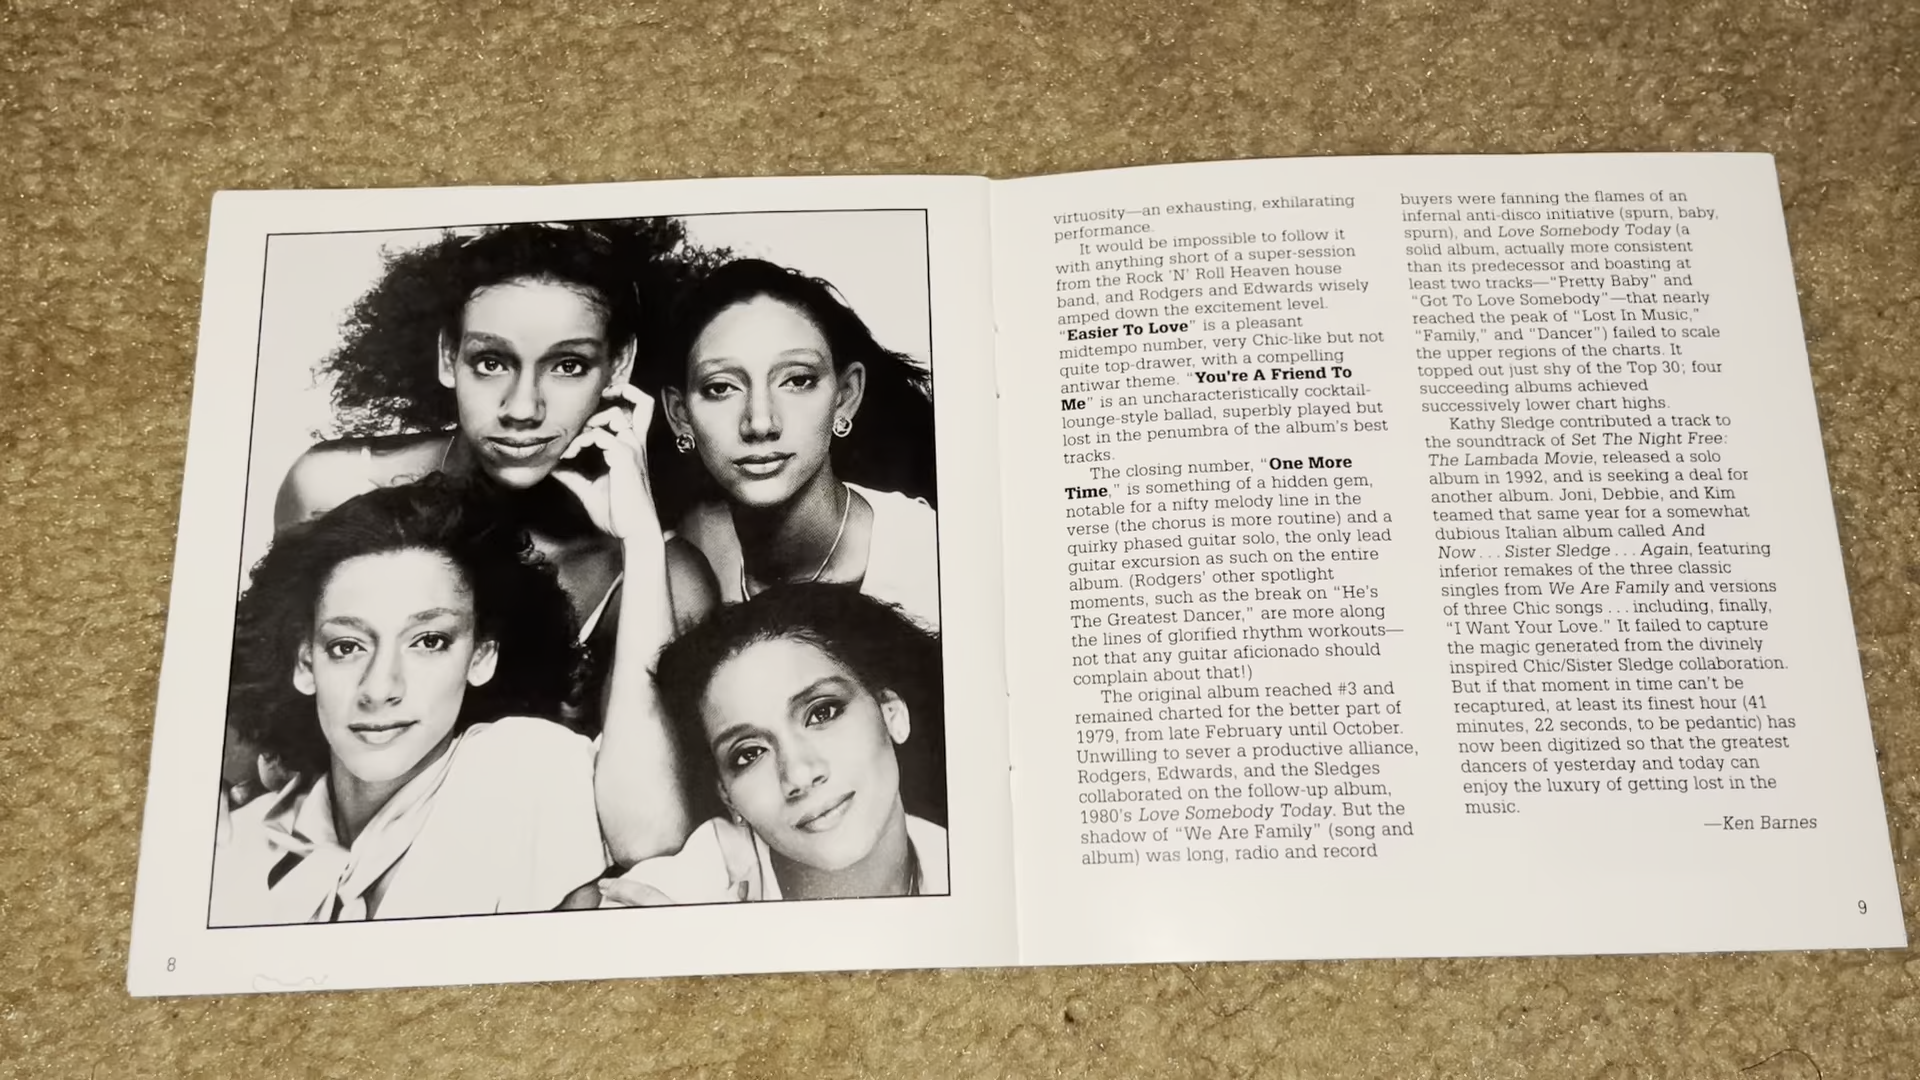 virtuosity—an exhausting, exhilarating
performance.
It would be impossible to follow it
with anything short of a super-session
from the Rock 'N' Roll Heaven house
band, and Rodgers and Edwards wisely
amped down the excitement level.
"Easier To Love" is a pleasant
midtempo number, very Chic-like but not
quite top-drawer, with a compelling
antiwar theme. "You're A Friend To
Me" is an uncharacteristically cocktail-
lounge-style ballad, superbly played but
lost in the penumbra of the album's best
tracks.
The closing number, "One More
Time," is something of a hidden gem,
notable for a nifty melody line in the
verse (the chorus is more routine) and a
quirky phased guitar solo, the only lead
guitar excursion as such on the entire
album. (Rodgers' other spotlight
moments, such as the break on "He's
The Greatest Dancer," are more along
the lines of glorified rhythm workouts—
not that any guitar aficionado should
complain about that!)
The original album reached #3 and
remained charted for the better part of
1979, from late February until October.
Unwilling to sever a productive alliance,
Rodgers, Edwards, and the Sledges
collaborated on the follow-up album,
1980's Love Somebody Today. But the
shadow of "We Are Family" (song and
album) was long, radio and record
buyers were fanning the flames of an
infernal anti-disco initiative (spurn, baby,
spurn), and Love Somebody Today (a
solid album, actually more consistent
than its predecessor and boasting at
least two tracks—"Pretty Baby" and
"Got To Love Somebody"—that nearly
reached the peak of "Lost In Music,"
"Family," and "Dancer") failed to scale
the upper regions of the charts. It
topped out just shy of the Top 30; four
succeeding albums achieved
successively lower chart highs.
Kathy Sledge contributed a track to
the soundtrack of Set The Night Free:
The Lambada Movie, released a solo
album in 1992, and is seeking a deal for
another album. Joni, Debbie, and Kim
teamed that same year for a somewhat
dubious Italian album called And
Now . . . Sister Sledge . . . Again, featuring
inferior remakes of the three classic
singles from We Are Family and versions
of three Chic songs . . . including, finally,
"I Want Your Love." It failed to capture
the magic generated from the divinely
inspired Chic/Sister Sledge collaboration.
But if that moment in time can't be
recaptured, at least its finest hour (41
minutes, 22 seconds, to be pedantic) has
now been digitized so that the greatest
dancers of yesterday and today can
enjoy the luxury of getting lost in the
music.
—Ken Barnes
8
9